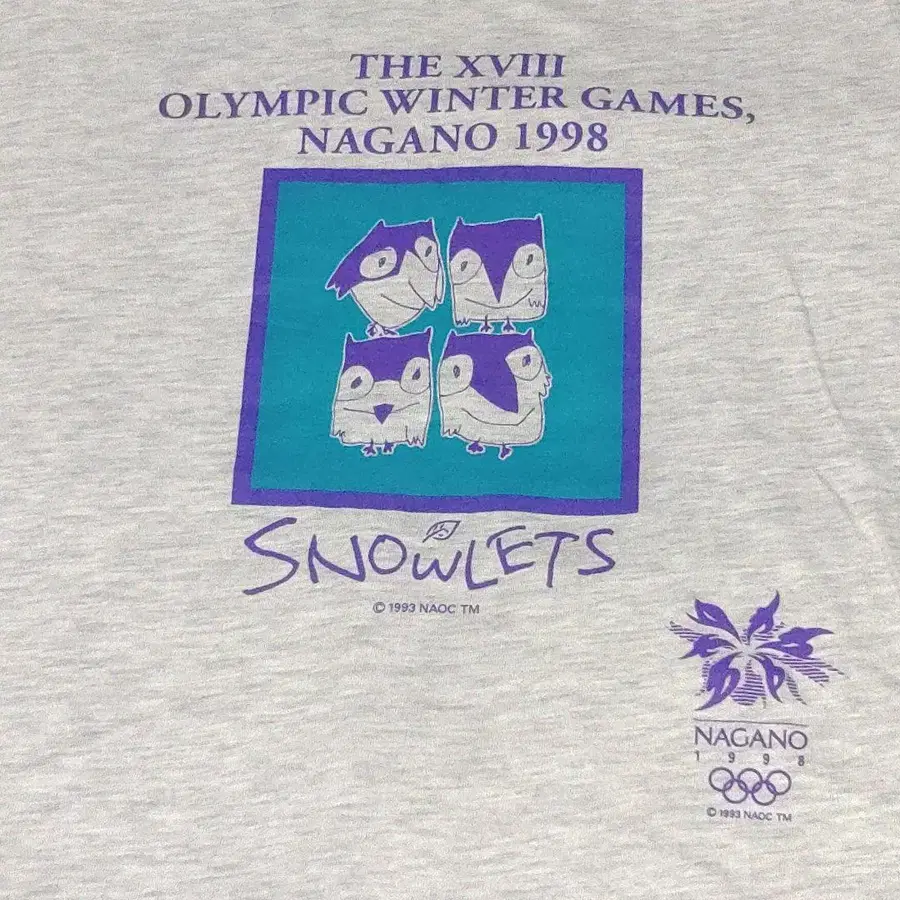 THE XVIII
OLYMPIC WINTER GAMES,
NAGANO 1998
SNOWLETS
© 1993 NAOC TM
NAGANO
1998
© 1993 NAOC TM